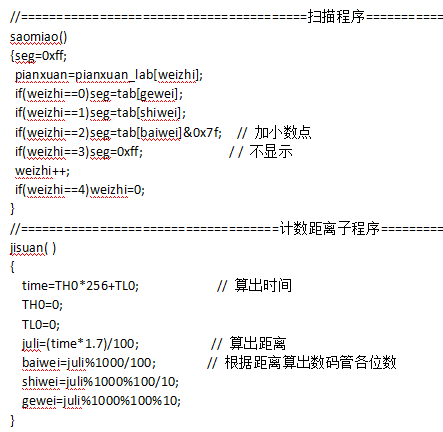 //===================================扫描程序==========
saomiao()
{seg=0xff;
pianxuan=pianxuan_lab[weizhi];
if(weizhi==0)seg=tab[gewei];
if(weizhi==1)seg=tab[shiwei];
if(weizhi==2)seg=tab[baiwei]&0x7f; // 加小数点
if(weizhi==3)seg=0xff; // 不显示
weizhi++;
if(weizhi==4)weizhi=0;
}
//================================计数距离子程序========
jisuan( )
{
time=TH0*256+TL0; // 算出时间
TH0=0;
TL0=0;
juli=(time*1.7)/100; // 算出距离
baiwei=juli%1000/100; // 根据距离算出数码管各位数
shiwei=juli%1000%100/10;
gewei=juli%1000%100%10;
}